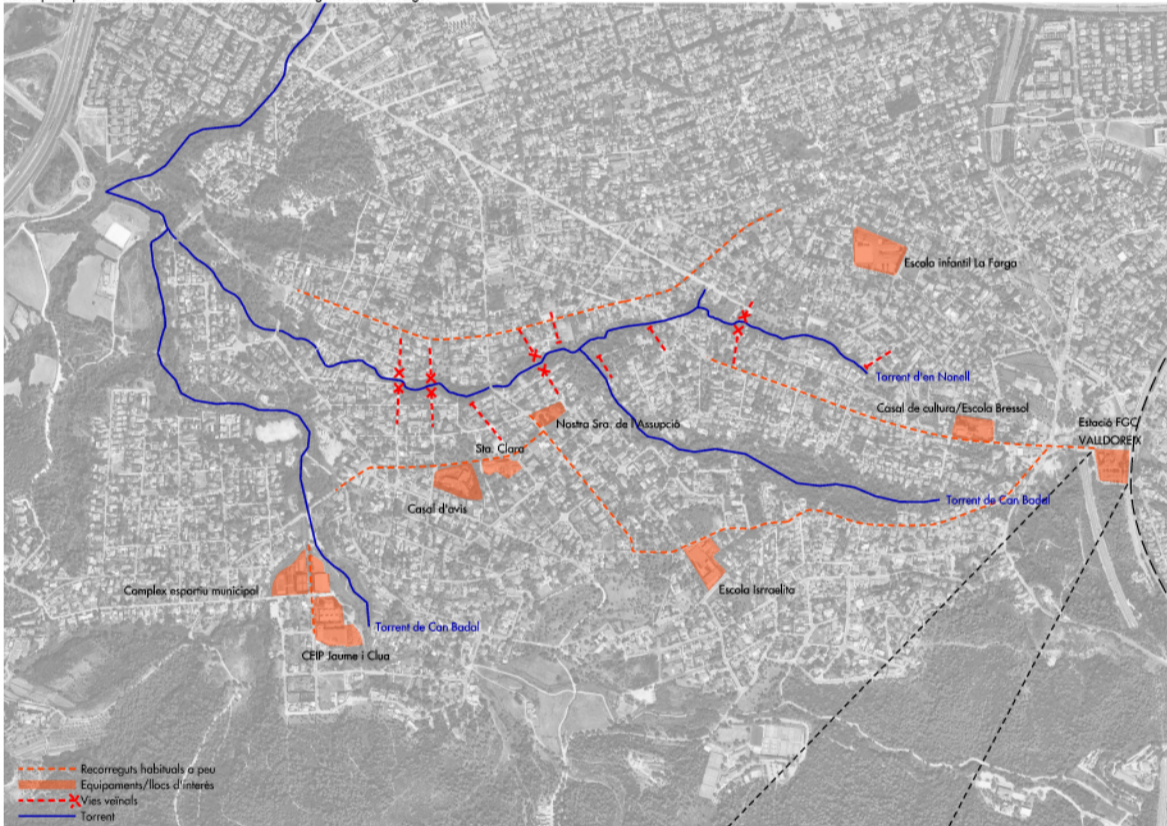 Escola infantil La Farga
Torrent d'en Nonell
Casal de cultura/Escola Bressol
Estació FGC
VALLDOREIX
Nostra Sra. de l'Assupció
Sta. Clara
Casal d'avis
Torrent de Can Badal
Escola Isrraelita
Complex esportiu municipal
Torrent de Can Badal
CEIP Jaume i Clua
Recorreguts habituals a peu
Equipaments/llocs d'interès
Vies veïnals
Torrent